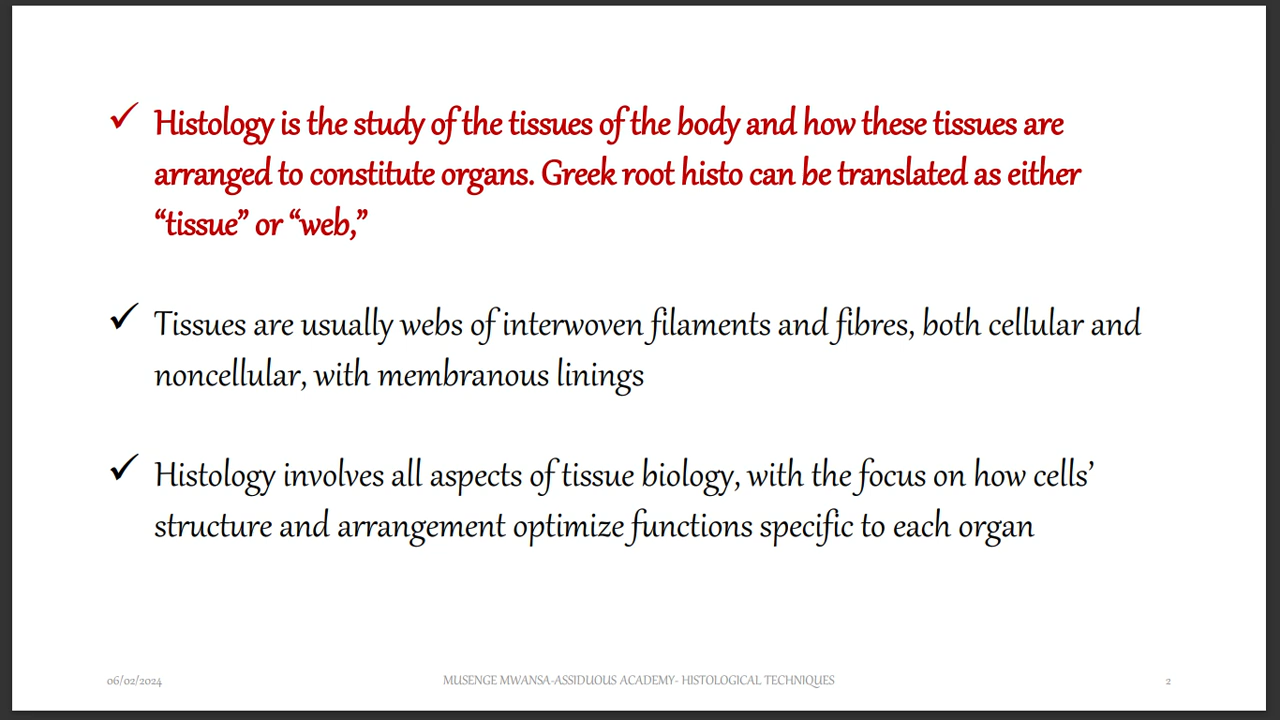 ✓ Histology is the study of the tissues of the body and how these tissues are
arranged to constitute organs. Greek root histo can be translated as either
“tissue” or “web,”
✓ Tissues are usually webs of interwoven filaments and fibres, both cellular and
noncellular, with membranous linings
✓ Histology involves all aspects of tissue biology, with the focus on how cells’
structure and arrangement optimize functions specific to each organ
06/02/2024 MUSENGE MWANSA-ASSIDUOUS ACADEMY- HISTOLOGICAL TECHNIQUES 2